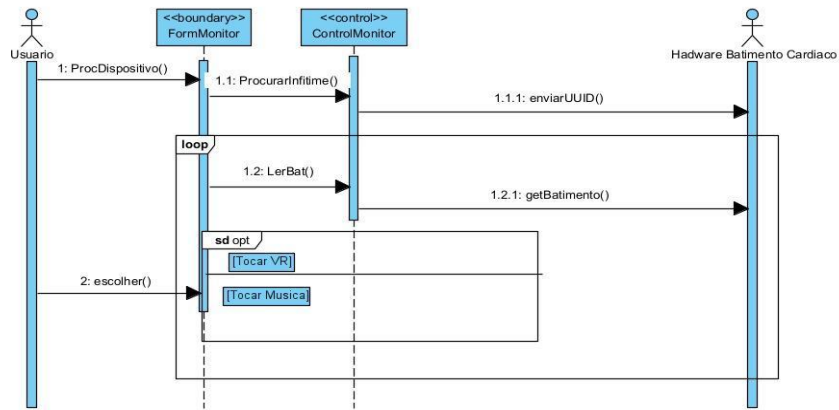 <<boundary>>
FormMonitor
<<control>>
ControlMonitor
Usuario
Hadware Batimento Cardiaco
1: ProcDispositivo()
1.1: ProcurarInfitime()
1.1.1: enviarUUID()
loop
1.2: LerBat()
1.2.1: getBatimento()
sd opt
[Tocar VR]
2: escolher()
[Tocar Musica]